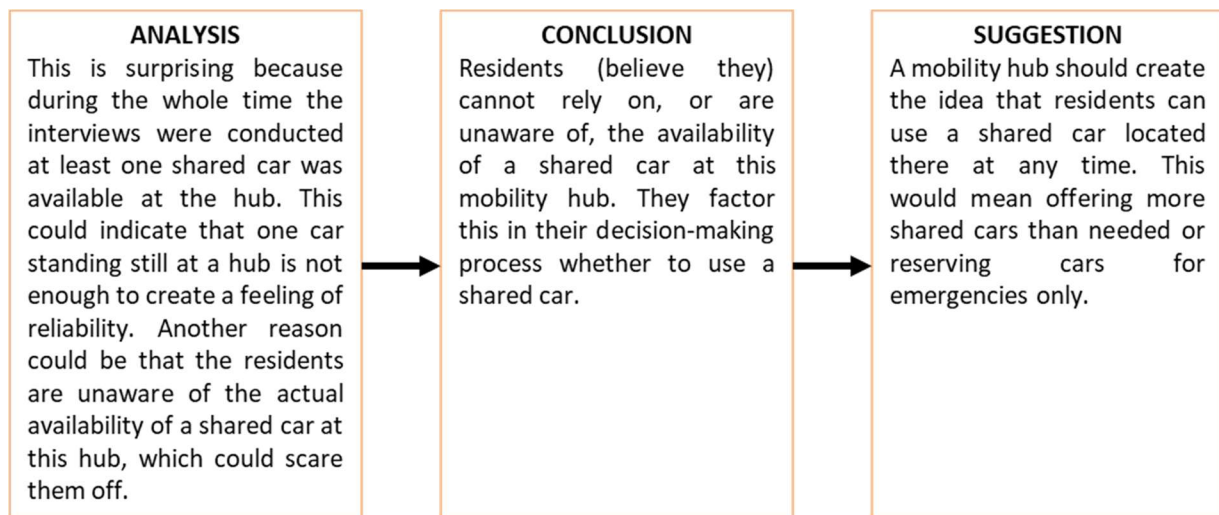 ANALYSIS
This is surprising because
during the whole time the
interviews were conducted
at least one shared car was
available at the hub. This
could indicate that one car
standing still at a hub is not
enough to create a feeling of
reliability. Another reason
could be that the residents
are unaware of the actual
availability of a shared car at
this hub, which could scare
them off.
CONCLUSION
Residents (believe they)
cannot rely on, or are
unaware of, the availability
of a shared car at this
mobility hub. They factor
this in their decision-making
process whether to use a
shared car.
SUGGESTION
A mobility hub should create
the idea that residents can
use a shared car located
there at any time. This
would mean offering more
shared cars than needed or
reserving cars for
emergencies only.